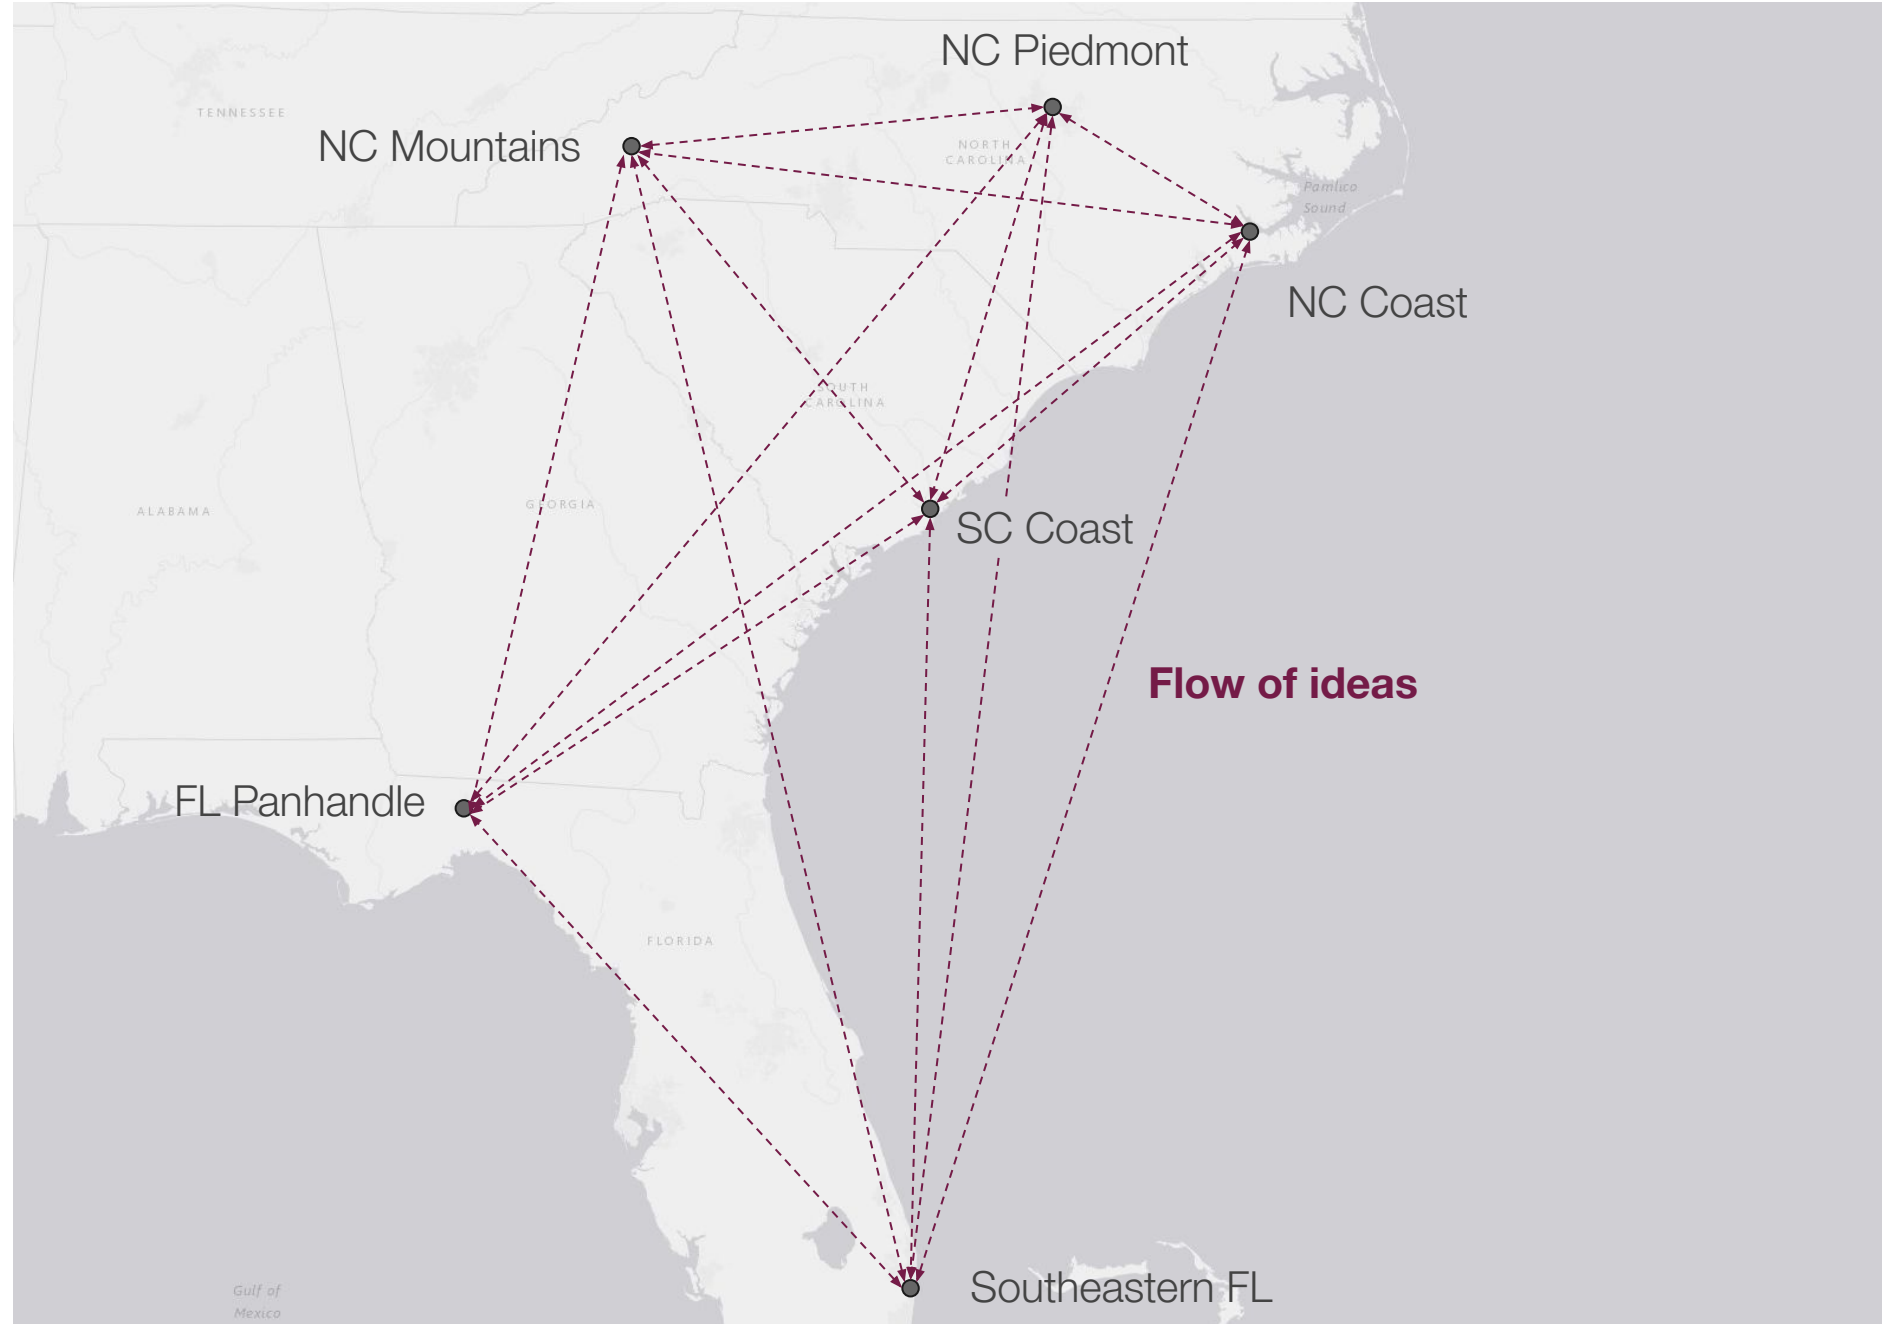 NC Piedmont
TENNESSEE
NC Mountains
NORTH
CAROLINA
Pamlico
Sound
NC Coast
SOUTH
CAROLINA
ALABAMA
GEORGIA
SC Coast
Flow of ideas
FL Panhandle
FLORIDA
Gulf of
Mexico
Southeastern FL